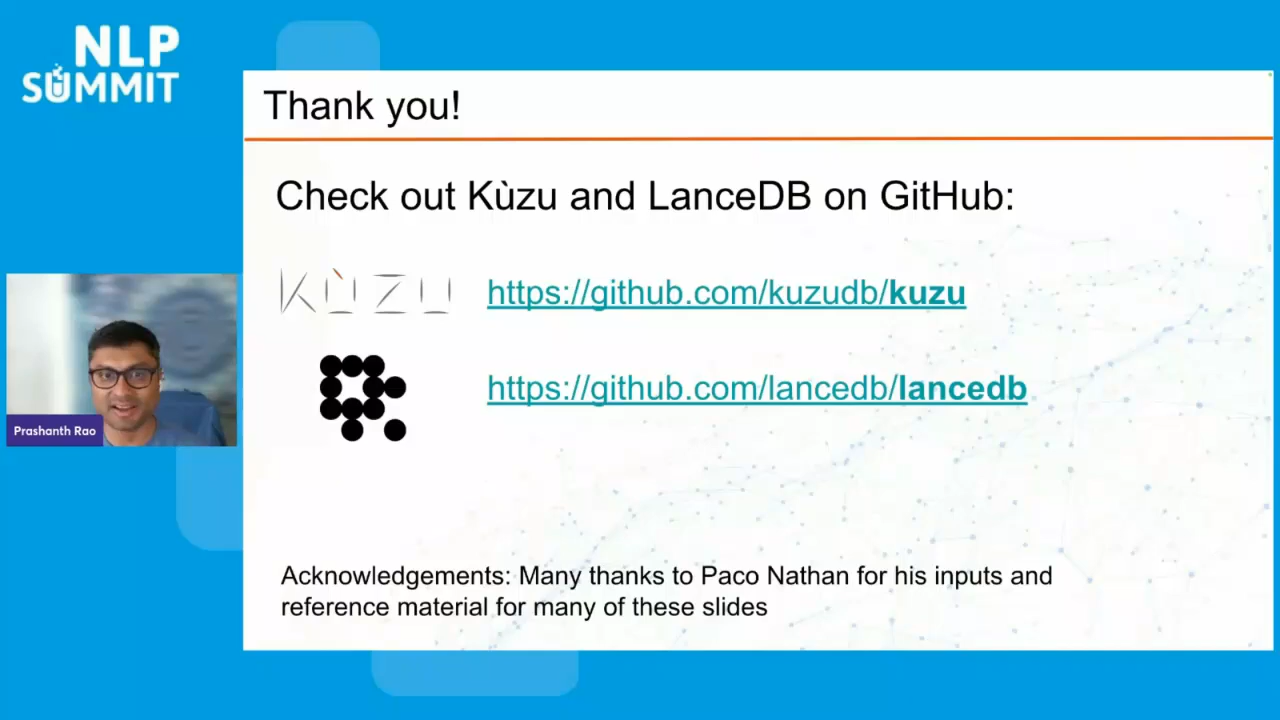 NLP
SUMMIT
Thank you!
Check out Kùzu and LanceDB on GitHub:
KÙZU
https://github.com/kuzudb/kuzu
https://github.com/lancedb/lancedb
Prashanth Rao
Acknowledgements: Many thanks to Paco Nathan for his inputs and
reference material for many of these slides